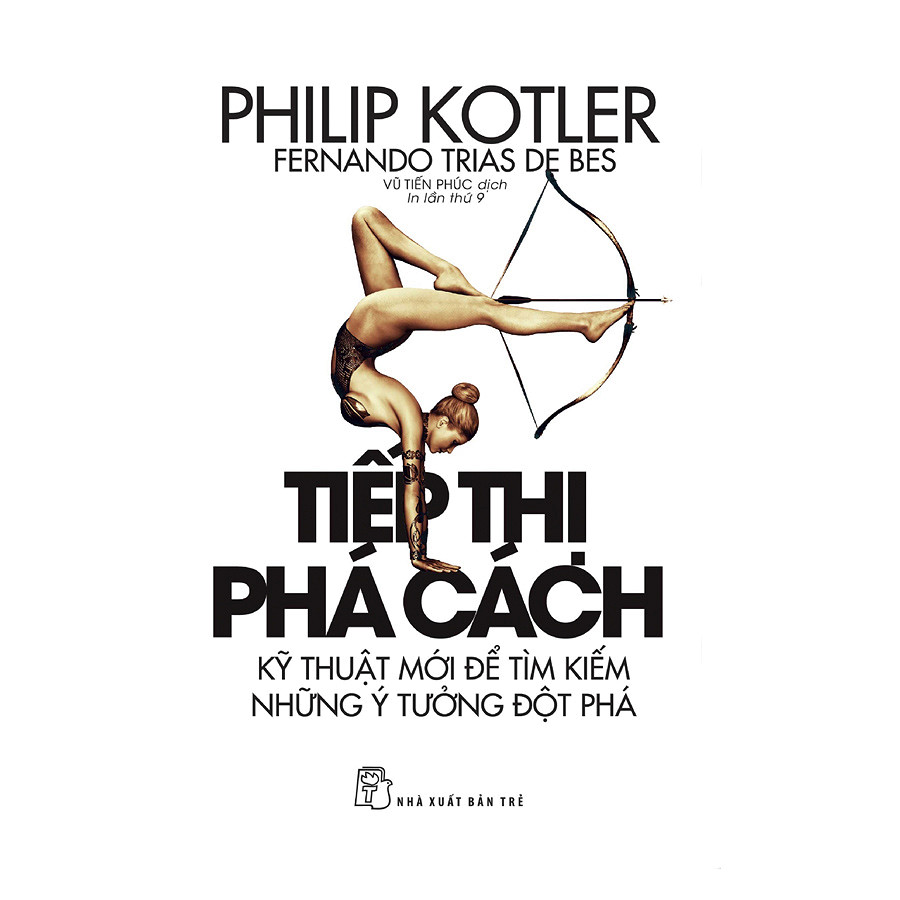 PHILIP KOTLER
FERNANDO TRIAS DE BES
VŨ TIẾN PHÚC dịch
In lần thứ 9
TIẾP THỊ
PHÁ CÁCH
KỸ THUẬT MỚI ĐỂ TÌM KIẾM
NHỮNG Ý TƯỞNG ĐỘT PHÁ
T
NHÀ XUẤT BẢN TRẺ